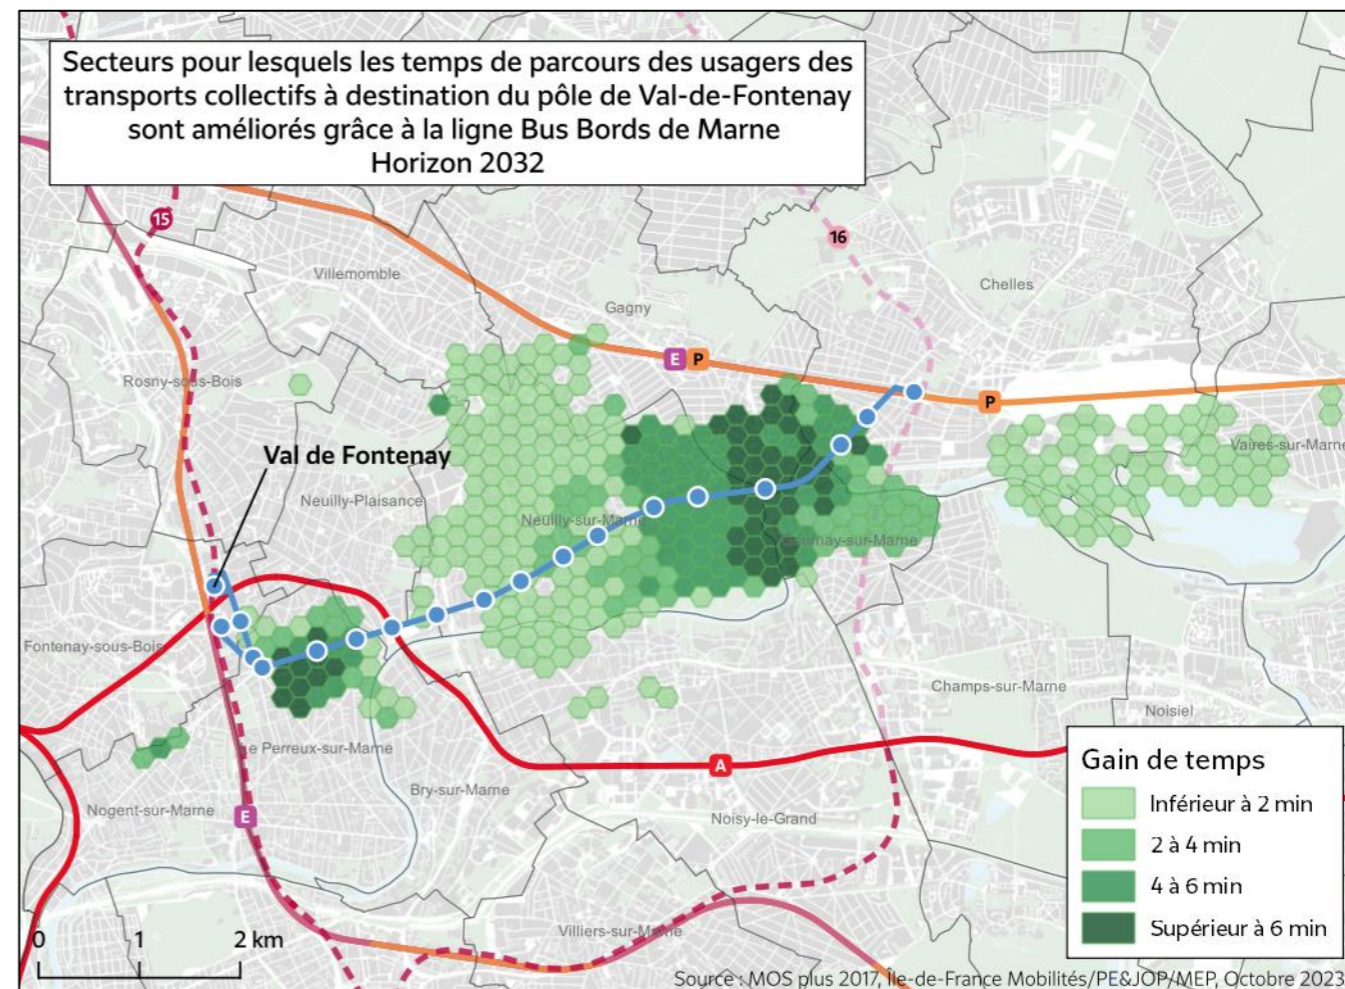 Secteurs pour lesquels les temps de parcours des usagers des
transports collectifs à destination du pôle de Val-de-Fontenay
sont améliorés grâce à la ligne Bus Bords de Marne
Horizon 2032
15
16
Villemomble
Chelles
Gagny
E P
Rosny-sous-Bois
P
Vaires-sur-Marne
Val de Fontenay
Neuilly-Plaisance
Neuilly-sur-Marne
Gournay-sur-Marne
Fontenay-sous-Bois
Champs-sur-Marne
Noisiel
Le Perreux-sur-Marne
A
Bry-sur-Marne
Nogent-sur-Marne
E
Noisy-le-Grand
Villiers-sur-Marne
Gain de temps
Inférieur à 2 min
2 à 4 min
4 à 6 min
Supérieur à 6 min
0 1 2 km
Source : MOS plus 2017, Île-de-France Mobilités/PE&JOP/MEP, Octobre 2023